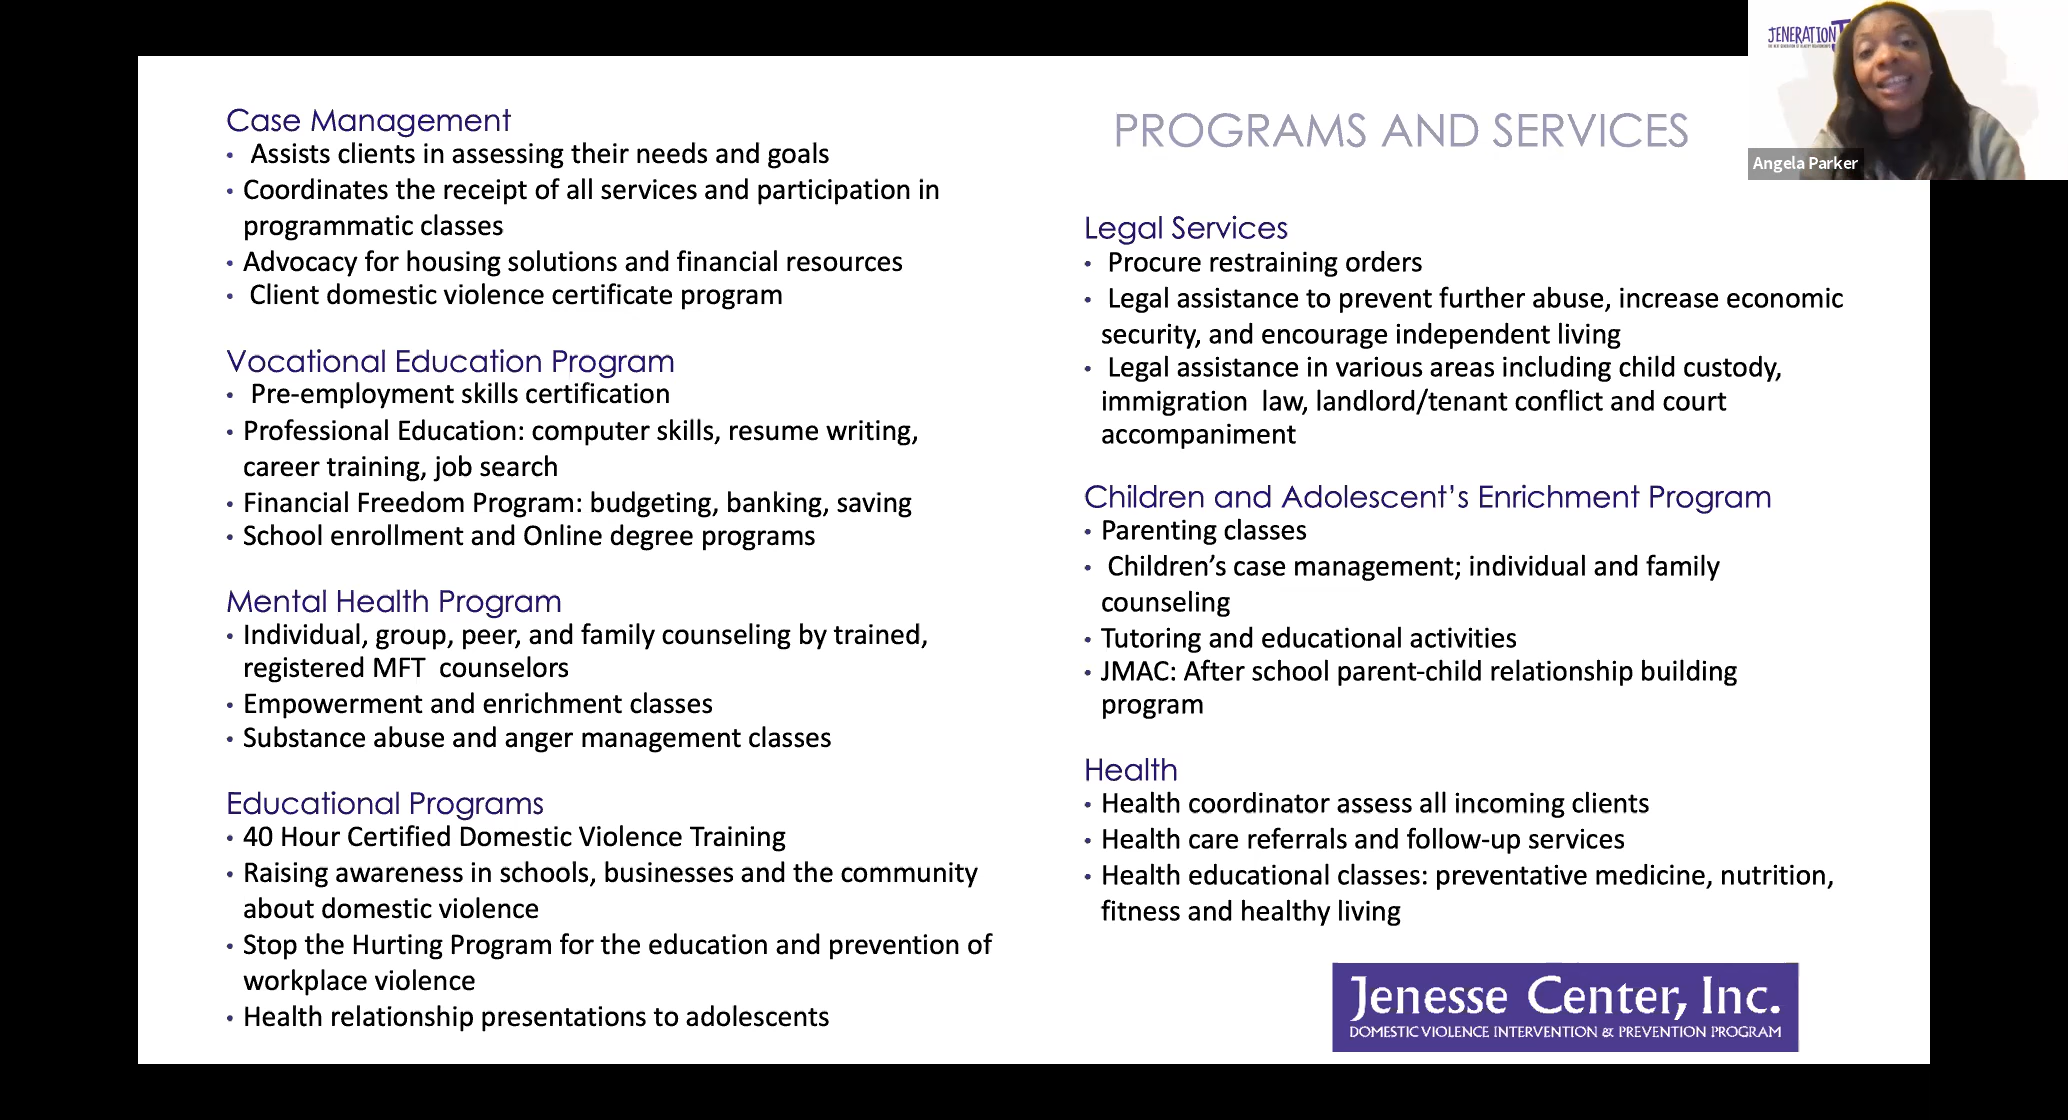 Case Management
• Assists clients in assessing their needs and goals
• Coordinates the receipt of all services and participation in
programmatic classes
• Advocacy for housing solutions and financial resources
• Client domestic violence certificate program
Vocational Education Program
• Pre-employment skills certification
• Professional Education: computer skills, resume writing,
career training, job search
• Financial Freedom Program: budgeting, banking, saving
• School enrollment and Online degree programs
Mental Health Program
• Individual, group, peer, and family counseling by trained,
registered MFT counselors
• Empowerment and enrichment classes
• Substance abuse and anger management classes
Educational Programs
• 40 Hour Certified Domestic Violence Training
• Raising awareness in schools, businesses and the community
about domestic violence
• Stop the Hurting Program for the education and prevention of
workplace violence
• Health relationship presentations to adolescents
PROGRAMS AND SERVICES
Legal Services
• Procure restraining orders
• Legal assistance to prevent further abuse, increase economic
security, and encourage independent living
• Legal assistance in various areas including child custody,
immigration law, landlord/tenant conflict and court
accompaniment
Children and Adolescent’s Enrichment Program
• Parenting classes
• Children’s case management; individual and family
counseling
• Tutoring and educational activities
• JMAC: After school parent-child relationship building
program
Health
• Health coordinator assess all incoming clients
• Health care referrals and follow-up services
• Health educational classes: preventative medicine, nutrition,
fitness and healthy living
Jenesse Center, Inc.
DOMESTIC VIOLENCE INTERVENTION & PREVENTION PROGRAM
JENERATION
Angela Parker